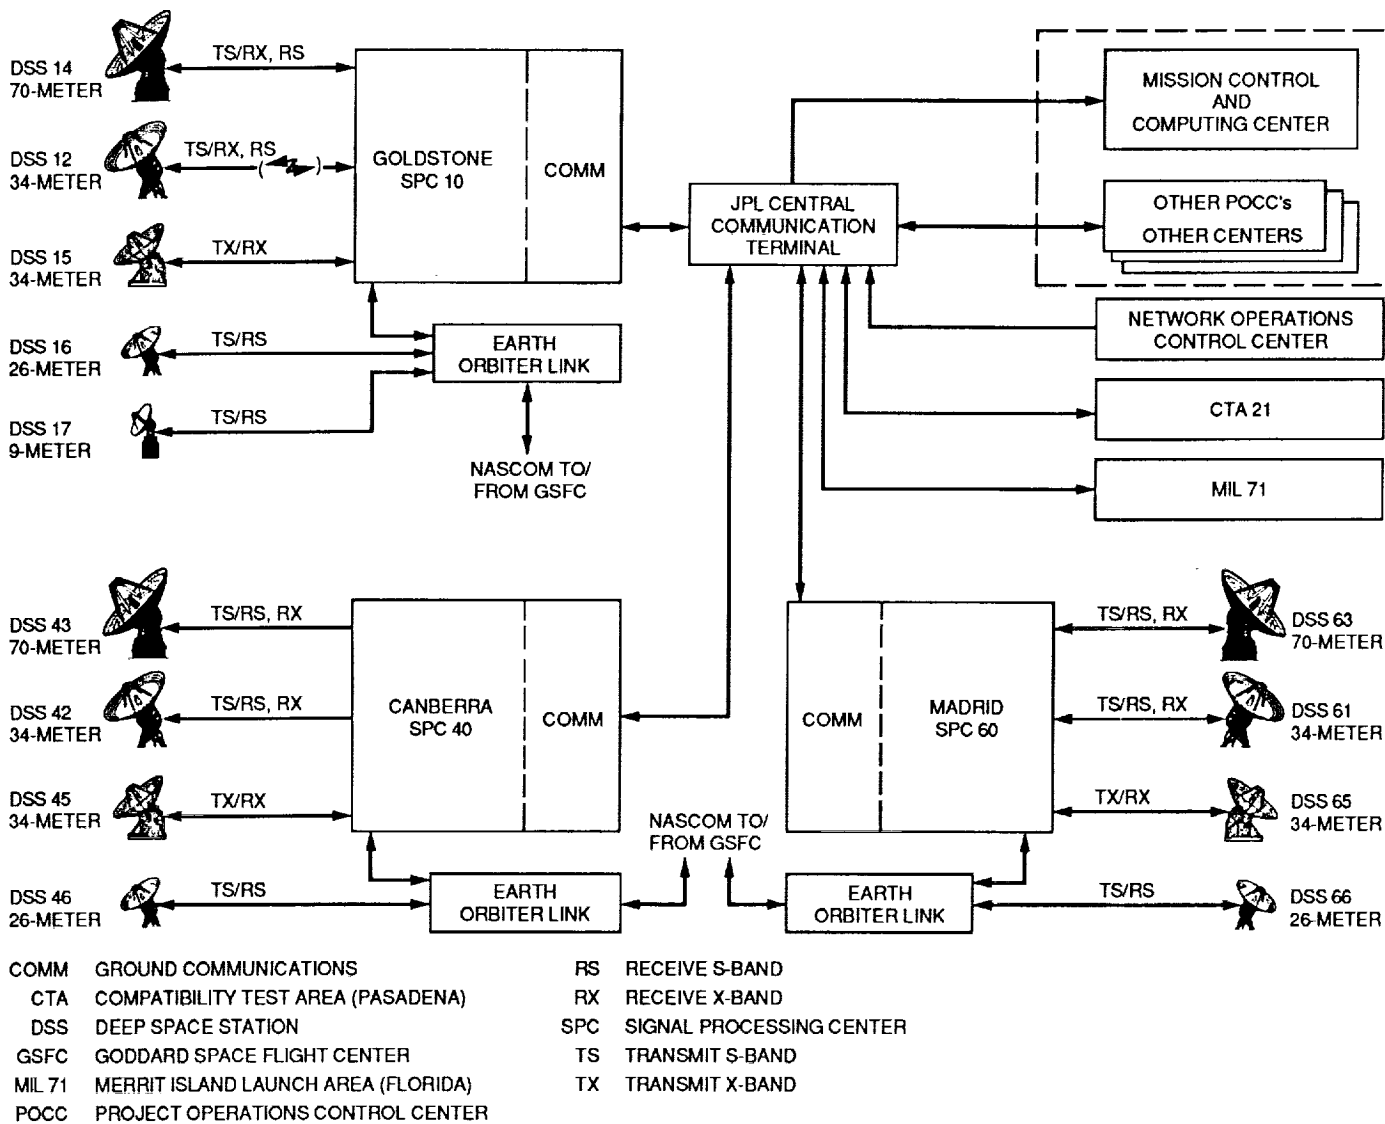 DSS 14
70-METER
TS/RX, RS
DSS 12
34-METER
TS/RX, RS
DSS 15
34-METER
TX/RX
DSS 16
26-METER
TS/RS
DSS 17
9-METER
TS/RS
GOLDSTONE
SPC 10
COMM
EARTH
ORBITER LINK
NASCOM TO/
FROM GSFC
JPL CENTRAL
COMMUNICATION
TERMINAL
MISSION CONTROL
AND
COMPUTING CENTER
OTHER POCC's
OTHER CENTERS
NETWORK OPERATIONS
CONTROL CENTER
CTA 21
MIL 71
DSS 43
70-METER
TS/RS, RX
DSS 42
34-METER
TS/RS, RX
DSS 45
34-METER
TX/RX
DSS 46
26-METER
TS/RS
CANBERRA
SPC 40
COMM
EARTH
ORBITER LINK
NASCOM TO/
FROM GSFC
COMM
MADRID
SPC 60
EARTH
ORBITER LINK
TS/RS, RX
DSS 63
70-METER
TS/RS, RX
DSS 61
34-METER
TX/RX
DSS 65
34-METER
TS/RS
DSS 66
26-METER
COMM GROUND COMMUNICATIONS
CTA COMPATIBILITY TEST AREA (PASADENA)
DSS DEEP SPACE STATION
GSFC GODDARD SPACE FLIGHT CENTER
MIL 71 MERRIT ISLAND LAUNCH AREA (FLORIDA)
POCC PROJECT OPERATIONS CONTROL CENTER
RS RECEIVE S-BAND
RX RECEIVE X-BAND
SPC SIGNAL PROCESSING CENTER
TS TRANSMIT S-BAND
TX TRANSMIT X-BAND